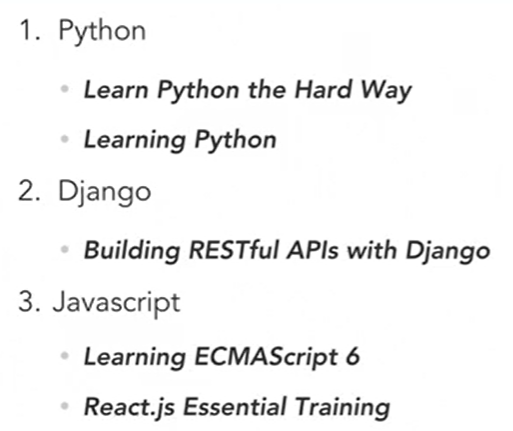 1. Python
• Learn Python the Hard Way
• Learning Python
2. Django
• Building RESTful APIs with Django
3. Javascript
• Learning ECMAScript 6
• React.js Essential Training